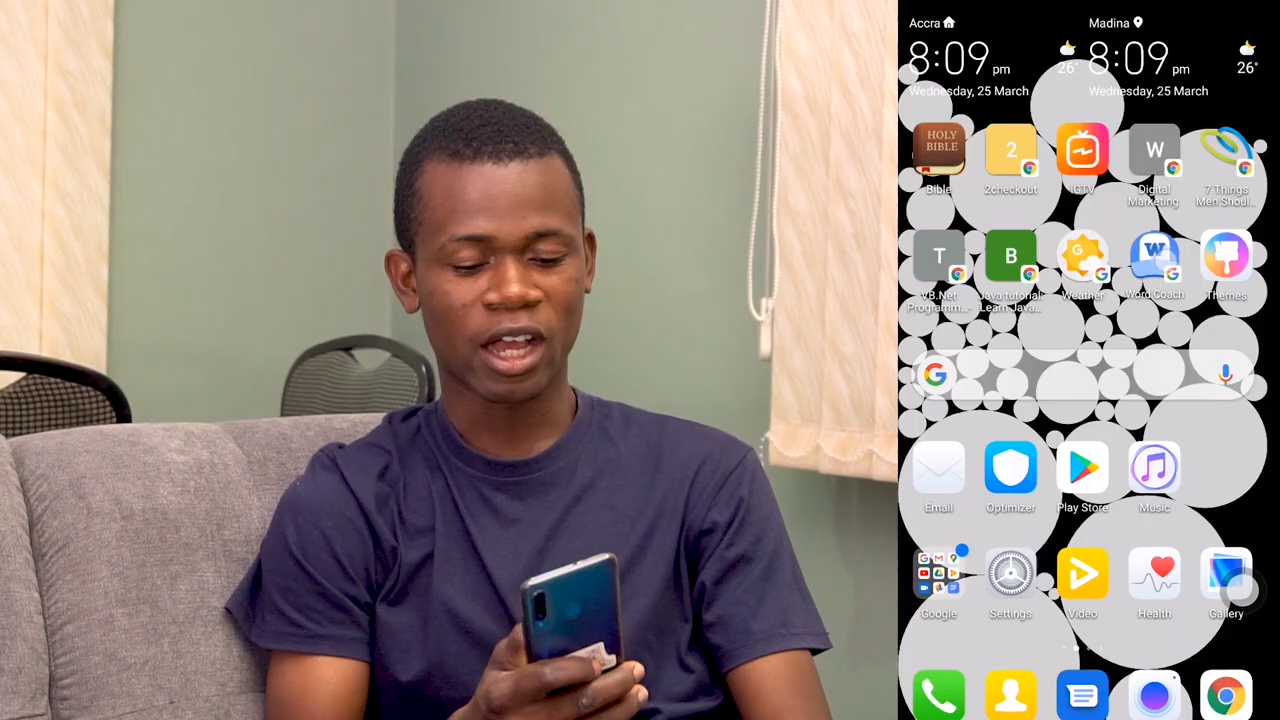 Accra
Madina
8:09 pm
26°
8:09 pm
26°
Wednesday, 25 March
Wednesday, 25 March
HOLY
BIBLE
2
W
Bible
2checkout
IGTV
Digital
Marketing
7 Things
Men Shoul...
T
B
G
W
VB.Net
Programm...
Java tutorial:
Learn Java...
Weather
Word Coach
Themes
G
Email
Optimizer
Play Store
Music
Google
Settings
Video
Health
Gallery